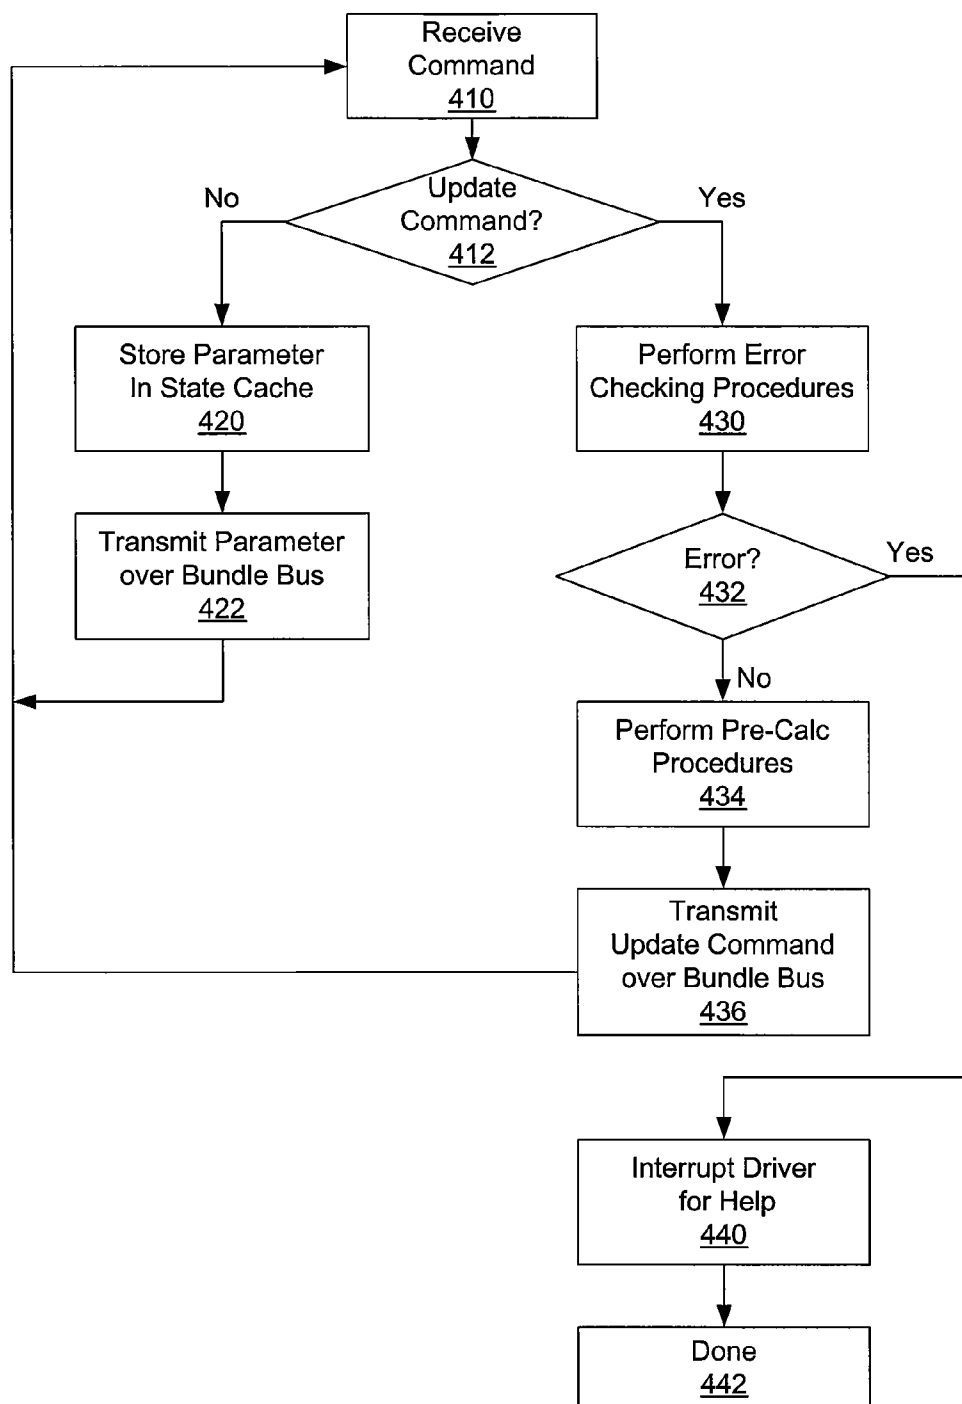 Receive
Command
410
No
Update
Command?
412
Yes
Store Parameter
In State Cache
420
Perform Error
Checking Procedures
430
Transmit Parameter
over Bundle Bus
422
Error?
432
Yes
No
Perform Pre-Calc
Procedures
434
Transmit
Update Command
over Bundle Bus
436
Interrupt Driver
for Help
440
Done
442